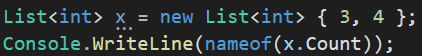 List<int> x = new List<int> { 3, 4 };
Console.WriteLine(nameof(x.Count));